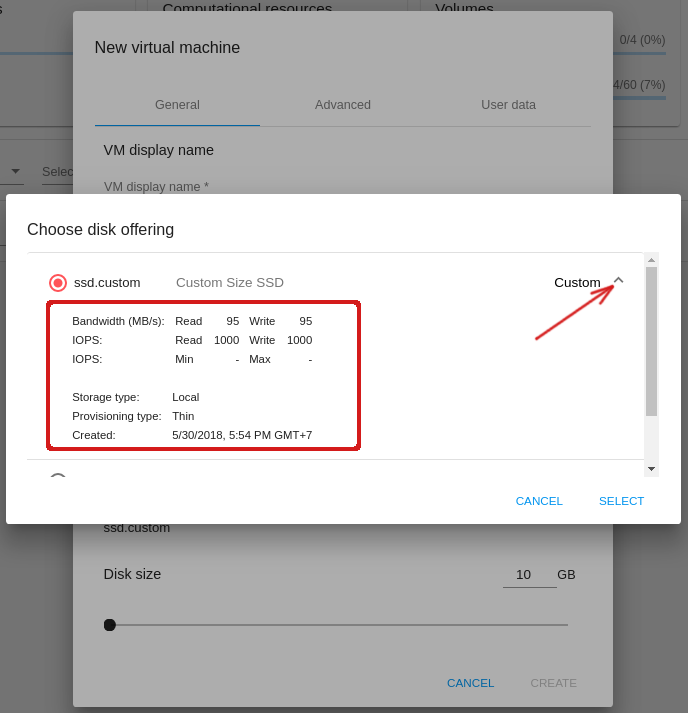 s
Computational resources
Volumes
0/4 (0%)
4/60 (7%)
New virtual machine
General
Advanced
User data
VM display name
Selec
VM display name *
Choose disk offering
ssd.custom Custom Size SSD Custom
Bandwidth (MB/s): Read 95 Write 95
IOPS: Read 1000 Write 1000
IOPS: Min - Max -
Storage type: Local
Provisioning type: Thin
Created: 5/30/2018, 5:54 PM GMT+7
CANCEL SELECT
ssd.custom
Disk size 10 GB
CANCEL CREATE